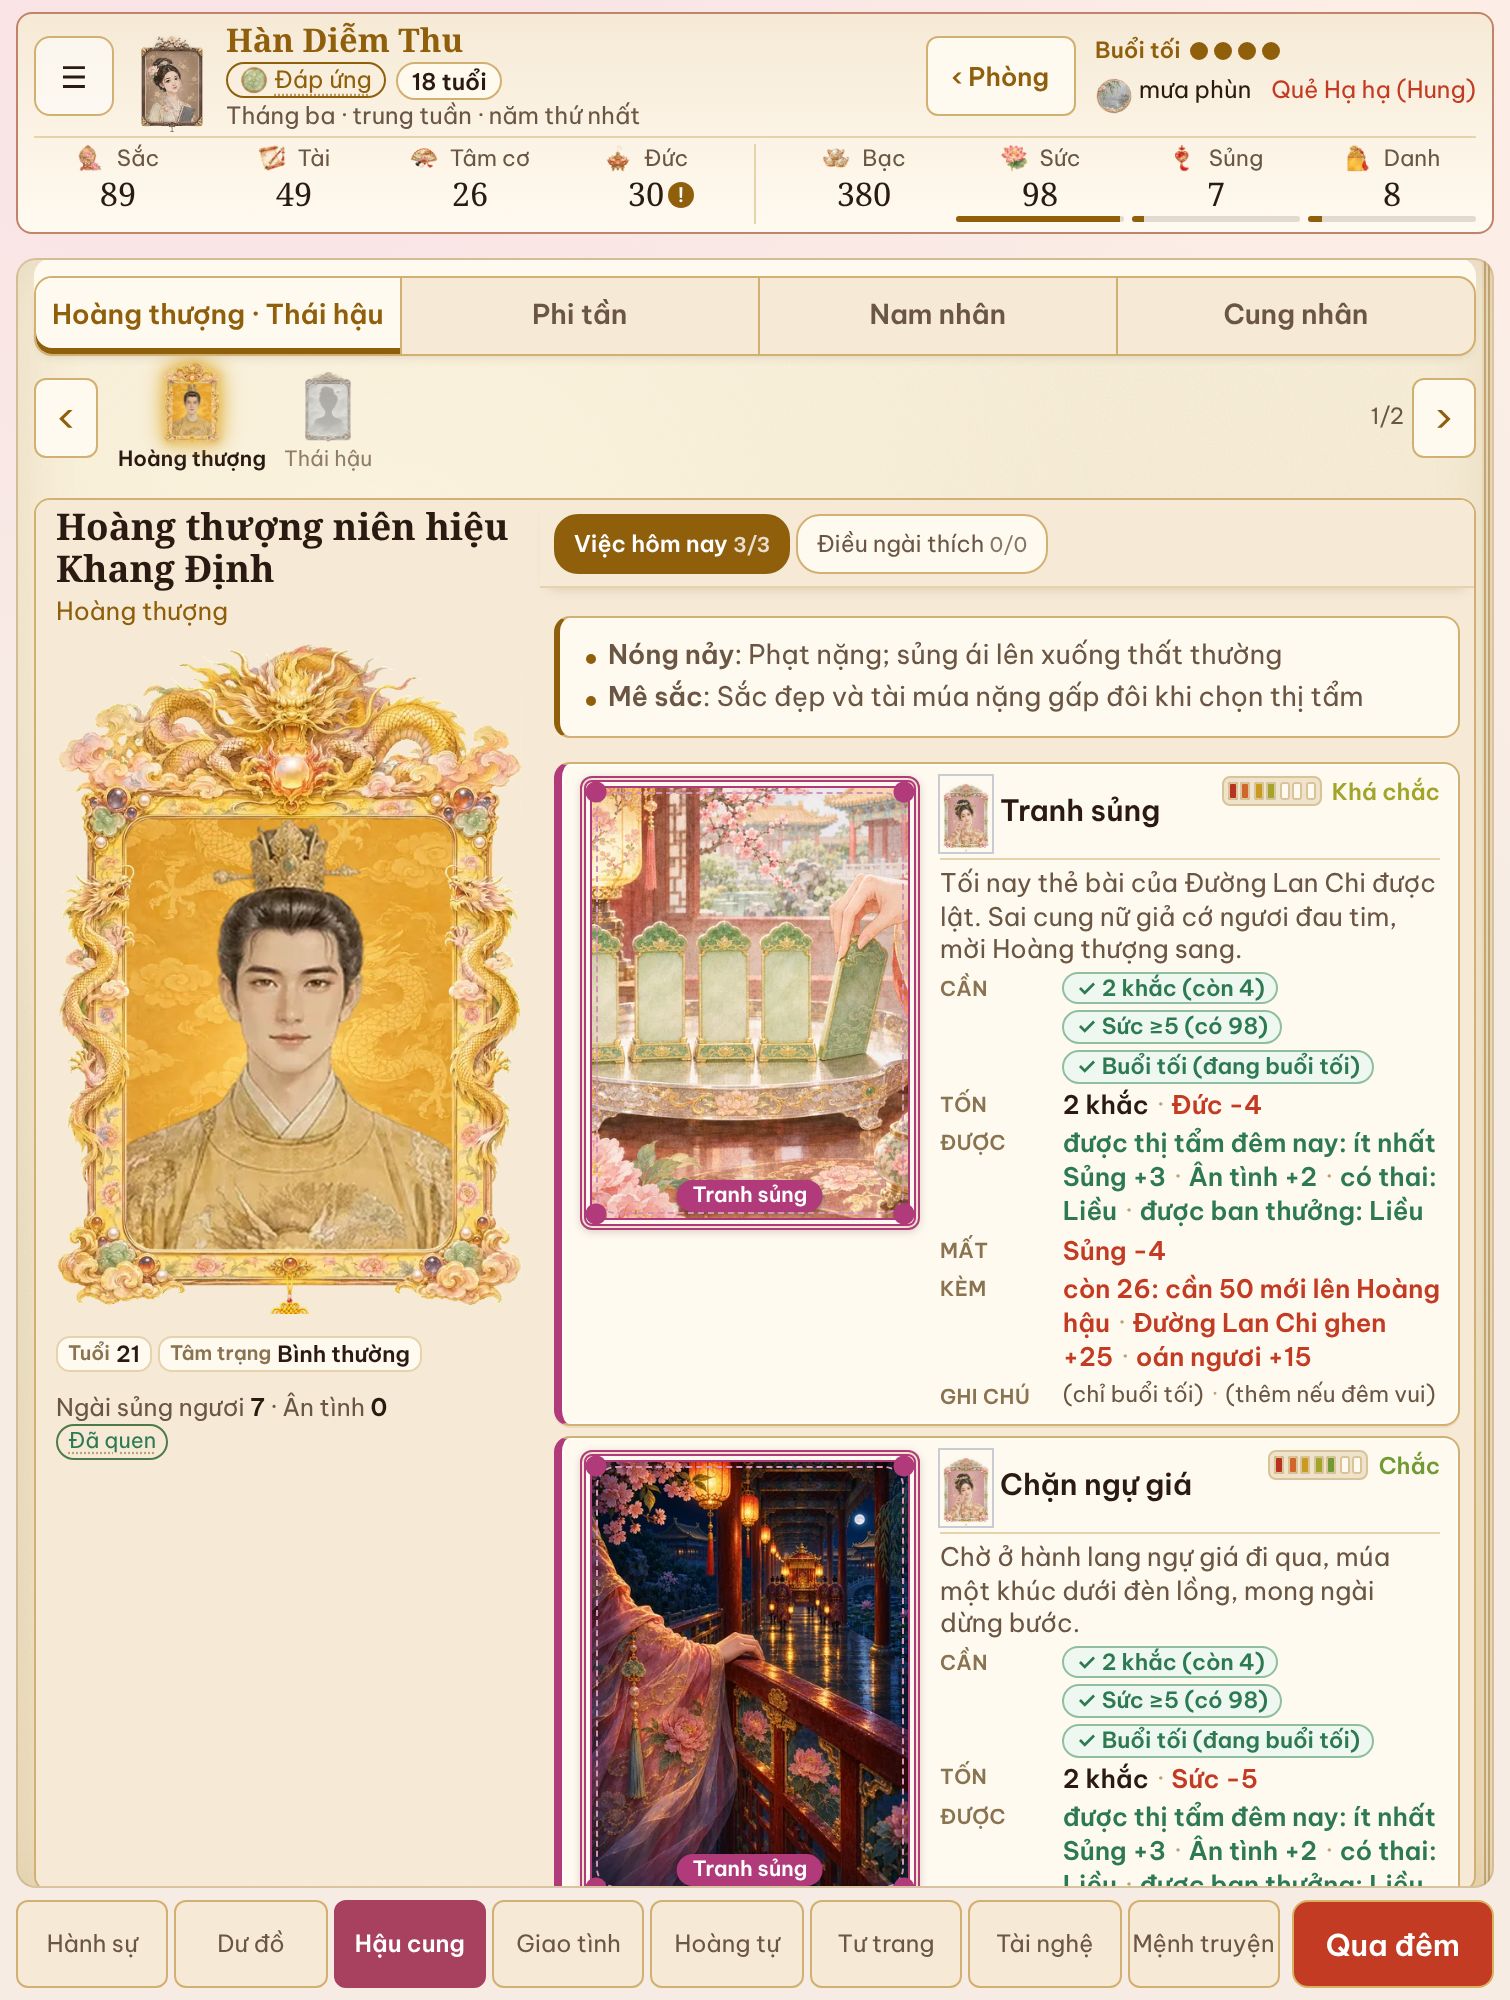 ☰
Hàn Diễm Thu
Đáp ứng
18 tuổi
Tháng ba · trung tuần · năm thứ nhất
‹ Phòng
Buổi tối
mưa phùn
Quẻ Hạ hạ (Hung)
Sắc
89
Tài
49
Tâm cơ
26
Đức
30 !
Bạc
380
Sức
98
Sủng
7
Danh
8
Hoàng thượng · Thái hậu
Phi tần
Nam nhân
Cung nhân
‹
Hoàng thượng
Thái hậu
1/2
›
Hoàng thượng niên hiệu
Khang Định
Hoàng thượng
Tuổi 21
Tâm trạng Bình thường
Ngài sủng ngươi 7 · Ân tình 0
Đã quen
Việc hôm nay 3/3
Điều ngài thích 0/0
• Nóng nảy: Phạt nặng; sủng ái lên xuống thất thường
• Mê sắc: Sắc đẹp và tài múa nặng gấp đôi khi chọn thị tẩm
Tranh sủng
Tranh sủng
Khá chắc
Tối nay thẻ bài của Đường Lan Chi được
lật. Sai cung nữ giả cớ ngươi đau tim,
mời Hoàng thượng sang.
CẦN
✓ 2 khắc (còn 4)
✓ Sức ≥5 (có 98)
✓ Buổi tối (đang buổi tối)
TỐN
2 khắc · Đức -4
ĐƯỢC
được thị tẩm đêm nay: ít nhất
Sủng +3 · Ân tình +2 · có thai:
Liều · được ban thưởng: Liều
MẤT
Sủng -4
KÈM
còn 26: cần 50 mới lên Hoàng
hậu · Đường Lan Chi ghen
+25 · oán ngươi +15
GHI CHÚ
(chỉ buổi tối) · (thêm nếu đêm vui)
Tranh sủng
Chặn ngự giá
Chắc
Chờ ở hành lang ngự giá đi qua, múa
một khúc dưới đèn lồng, mong ngài
dừng bước.
CẦN
✓ 2 khắc (còn 4)
✓ Sức ≥5 (có 98)
✓ Buổi tối (đang buổi tối)
TỐN
2 khắc · Sức -5
ĐƯỢC
được thị tẩm đêm nay: ít nhất
Sủng +3 · Ân tình +2 · có thai:
Liều · được ban thưởng: Liều
Hành sự
Dư đồ
Hậu cung
Giao tình
Hoàng tự
Tư trang
Tài nghệ
Mệnh truyện
Qua đêm